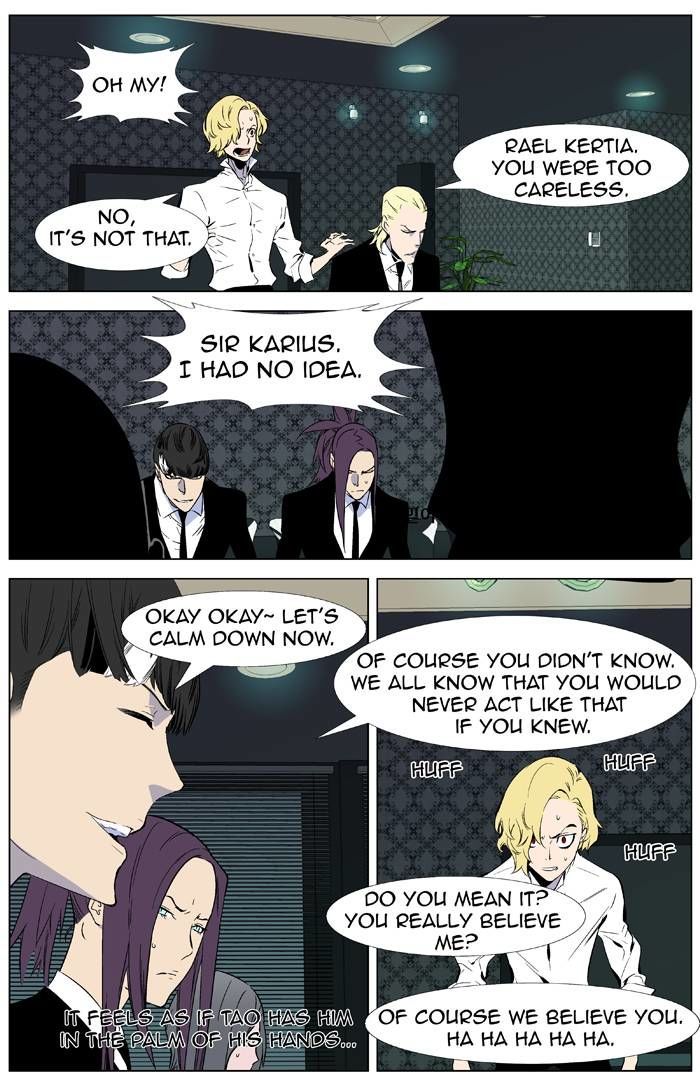 OH MY!
RAEL KERTIA.
YOU WERE TOO
CARELESS.
NO,
IT'S NOT THAT.
SIR KARIUS.
I HAD NO IDEA.
OKAY OKAY~ LET'S
CALM DOWN NOW.
OF COURSE YOU DIDN'T KNOW.
WE ALL KNOW THAT YOU WOULD
NEVER ACT LIKE THAT
IF YOU KNEW.
HUFF
HUFF
HUFF
DO YOU MEAN IT?
YOU REALLY BELIEVE
ME?
IT FEELS AS IF TAO HAS HIM
IN THE PALM OF HIS HANDS...
OF COURSE WE BELIEVE YOU.
HA HA HA HA HA.